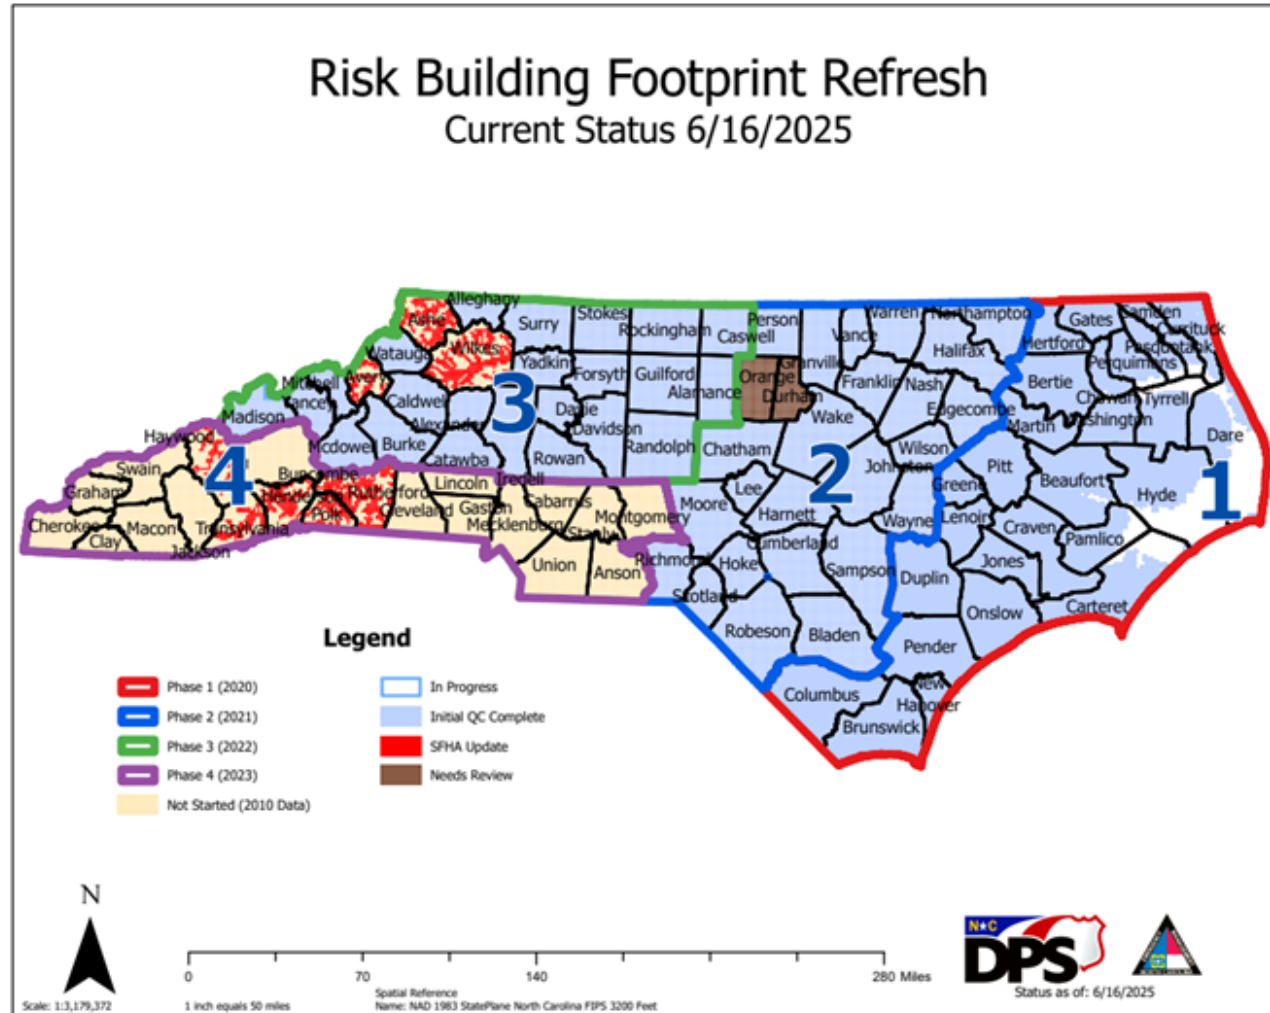 Risk Building Footprint Refresh
Current Status 6/16/2025
Alleghany
Ashe
Surry
Stokes
Rockingham
Caswell
Person
Vance
Warren
Northampton
Gates
Camden
Currituck
Pasquotank
Hertford
Perquimans
Watauga
Wilkes
Yadkin
Forsyth
Guilford
Alamance
Orange
Durham
Granville
Halifax
Franklin
Nash
Bertie
Chowan
Mitchell
Avery
Yancey
Caldwell
Alexander
3
Davie
Davidson
Wake
Edgecombe
Martin
Washington
Tyrrell
Dare
Madison
Haywood
Mcdowell
Burke
Catawba
Rowan
Randolph
Chatham
Wilson
Johnston
Pitt
Beaufort
Hyde
1
Swain
4
Buncombe
Iredell
Lincoln
2
Lee
Greene
Graham
Henderson
Rutherford
Cleveland
Gaston
Cabarrus
Moore
Harnett
Wayne
Lenoir
Craven
Pamlico
Cherokee
Macon
Transylvania
Polk
Mecklenburg
Stanly
Montgomery
Clay
Jackson
Union
Anson
Richmond
Hoke
Cumberland
Sampson
Duplin
Jones
Scotland
Onslow
Carteret
Robeson
Bladen
Pender
Columbus
New
Hanover
Brunswick
Legend
Phase 1 (2020)
Phase 2 (2021)
Phase 3 (2022)
Phase 4 (2023)
Not Started (2010 Data)
In Progress
Initial QC Complete
SFHA Update
Needs Review
N
0
70
140
280 Miles
Scale: 1:3,179,372
1 inch equals 50 miles
Spatial Reference
Name: NAD 1983 StatePlane North Carolina FIPS 3200 Feet
N★C
DPS
Status as of: 6/16/2025